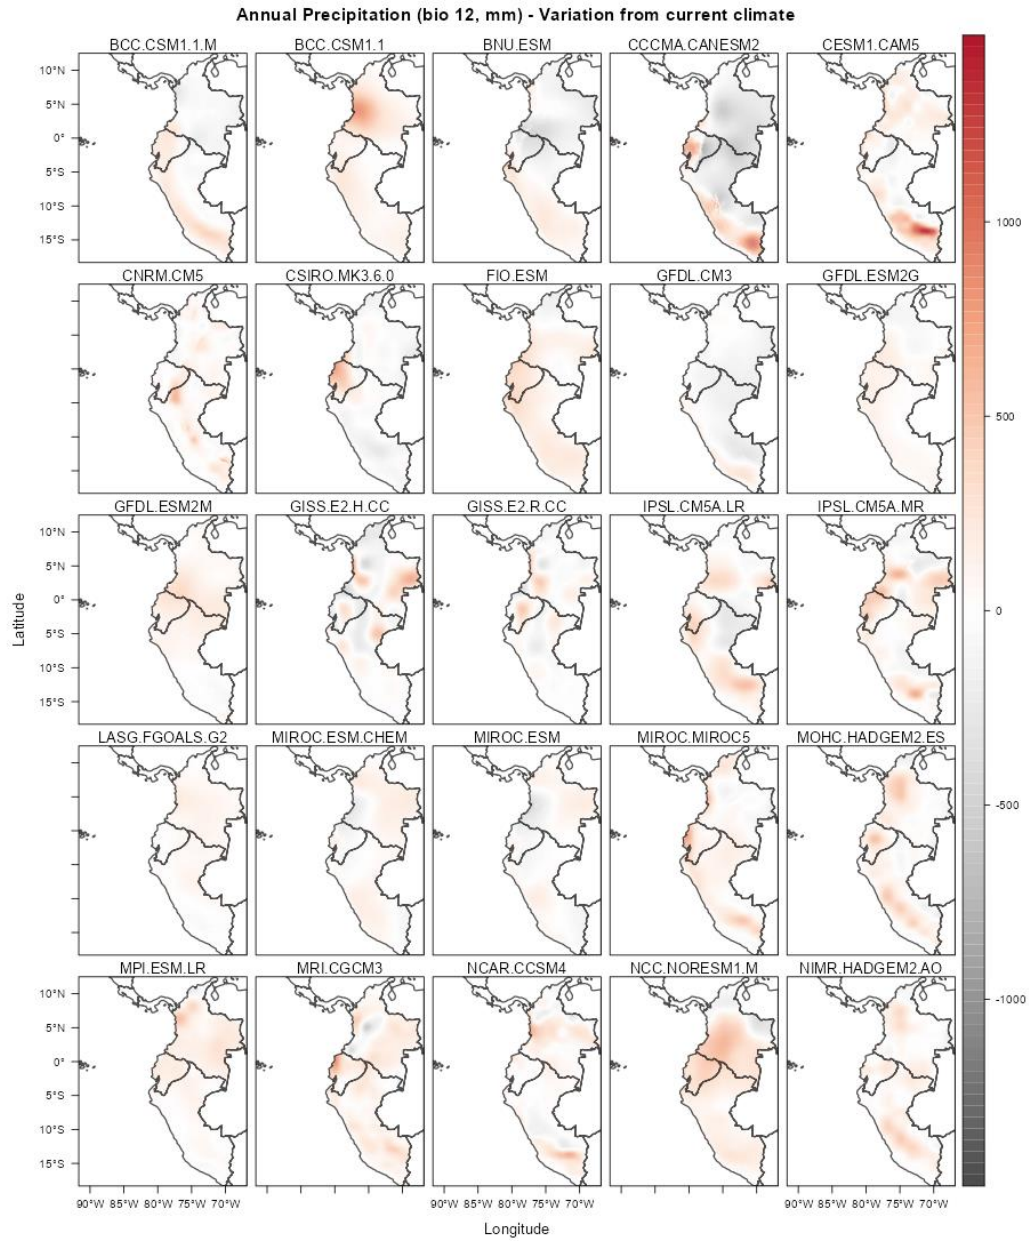 Annual Precipitation (bio 12, mm) - Variation from current climate
BCC.CSM1.1.M BCC.CSM1.1 BNU.ESM CCCMA.CANESM2 CESM1.CAM5
10°N
5°N
0°
5°S
10°S
15°S
CNRM.CM5 CSIRO.MK3.6.0 FIO.ESM GFDL.CM3 GFDL.ESM2G
GFDL.ESM2M GISS.E2.H.CC GISS.E2.R.CC IPSL.CM5A.LR IPSL.CM5A.MR
10°N
5°N
0°
5°S
10°S
15°S
LASG.FGOALS.G2 MIROC.ESM.CHEM MIROC.ESM MIROC.MIROC5 MOHC.HADGEM2.ES
MPI.ESM.LR MRI.CGCM3 NCAR.CCSM4 NCC.NORESM1.M NIMR.HADGEM2.AO
10°N
5°N
0°
5°S
10°S
15°S
90°W 85°W 80°W 75°W 70°W 90°W 85°W 80°W 75°W 70°W 90°W 85°W 80°W 75°W 70°W
Longitude
Latitude
1000
500
0
-500
-1000